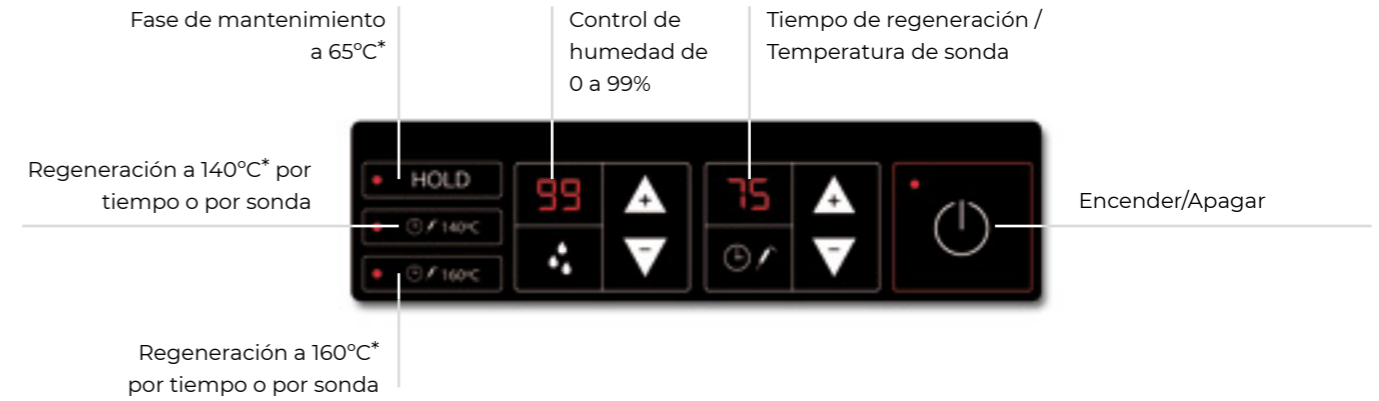 Fase de mantenimiento
a 65ºC*
Control de
humedad de
0 a 99%
Tiempo de regeneración /
Temperatura de sonda
Regeneración a 140ºC* por
tiempo o por sonda
HOLD
99
+
75
+
140ºC
-
-
160ºC
Encender/Apagar
Regeneración a 160ºC*
por tiempo o por sonda